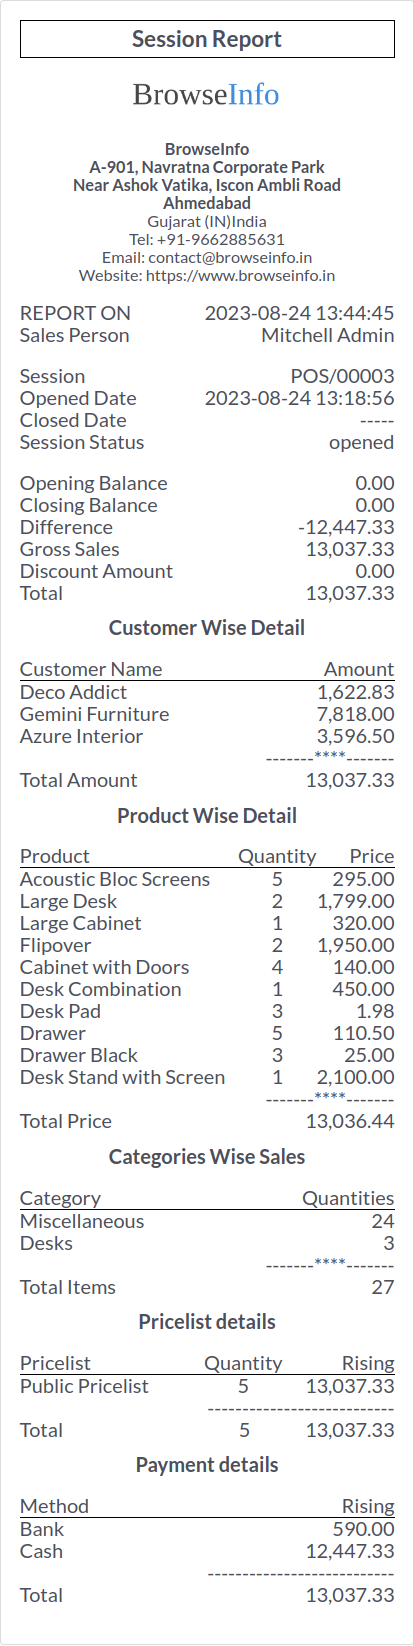 Session Report
BrowseInfo
BrowseInfo
A-901, Navratna Corporate Park
Near Ashok Vatika, Iscon Ambli Road
Ahmedabad
Gujarat (IN)India
Tel: +91-9662885631
Email: contact@browseinfo.in
Website: https://www.browseinfo.in
REPORT ON 2023-08-24 13:44:45
Sales Person Mitchell Admin
Session POS/00003
Opened Date 2023-08-24 13:18:56
Closed Date -----
Session Status opened
Opening Balance 0.00
Closing Balance 0.00
Difference -12,447.33
Gross Sales 13,037.33
Discount Amount 0.00
Total 13,037.33
Customer Wise Detail
Customer Name Amount
Deco Addict 1,622.83
Gemini Furniture 7,818.00
Azure Interior 3,596.50
-------****-------
Total Amount 13,037.33
Product Wise Detail
Product Quantity Price
Acoustic Bloc Screens 5 295.00
Large Desk 2 1,799.00
Large Cabinet 1 320.00
Flipover 2 1,950.00
Cabinet with Doors 4 140.00
Desk Combination 1 450.00
Desk Pad 3 1.98
Drawer 5 110.50
Drawer Black 3 25.00
Desk Stand with Screen 1 2,100.00
-------****-------
Total Price 13,036.44
Categories Wise Sales
Category Quantities
Miscellaneous 24
Desks 3
-------****-------
Total Items 27
Pricelist details
Pricelist Quantity Rising
Public Pricelist 5 13,037.33
---------------------------
Total 5 13,037.33
Payment details
Method Rising
Bank 590.00
Cash 12,447.33
---------------------------
Total 13,037.33